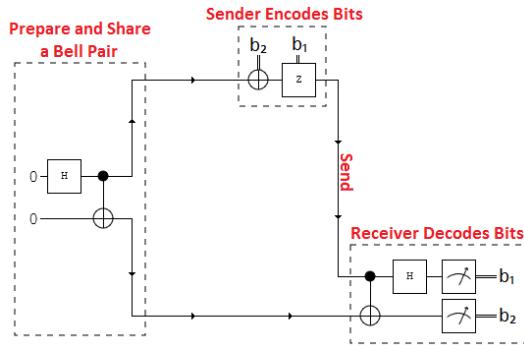 Sender Encodes Bits
Prepare and Share
a Bell Pair
b₂ b₁
Z
0 H
0
Send
Receiver Decodes Bits
H b₁
b₂